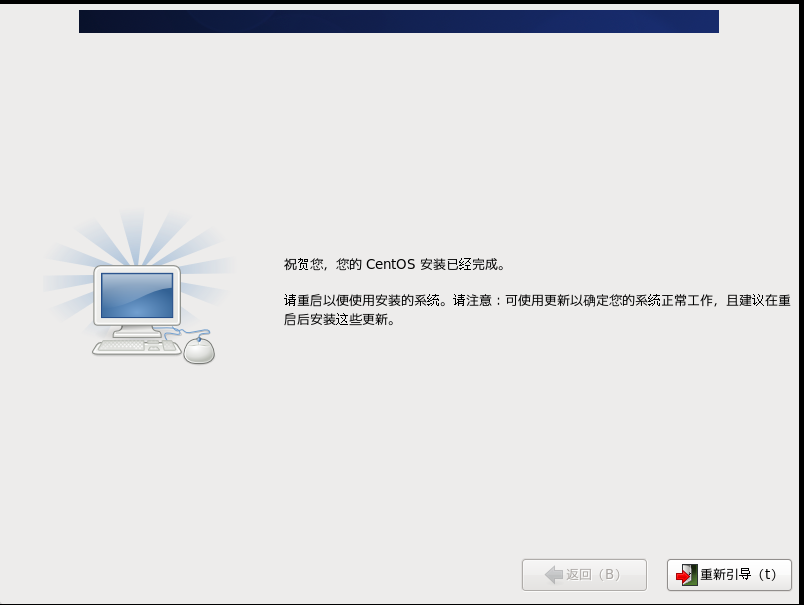 祝贺您，您的 CentOS 安装已经完成。
请重启以便使用安装的系统。请注意：可使用更新以确定您的系统正常工作，且建议在重
启后安装这些更新。
返回（B）
重新引导（t）